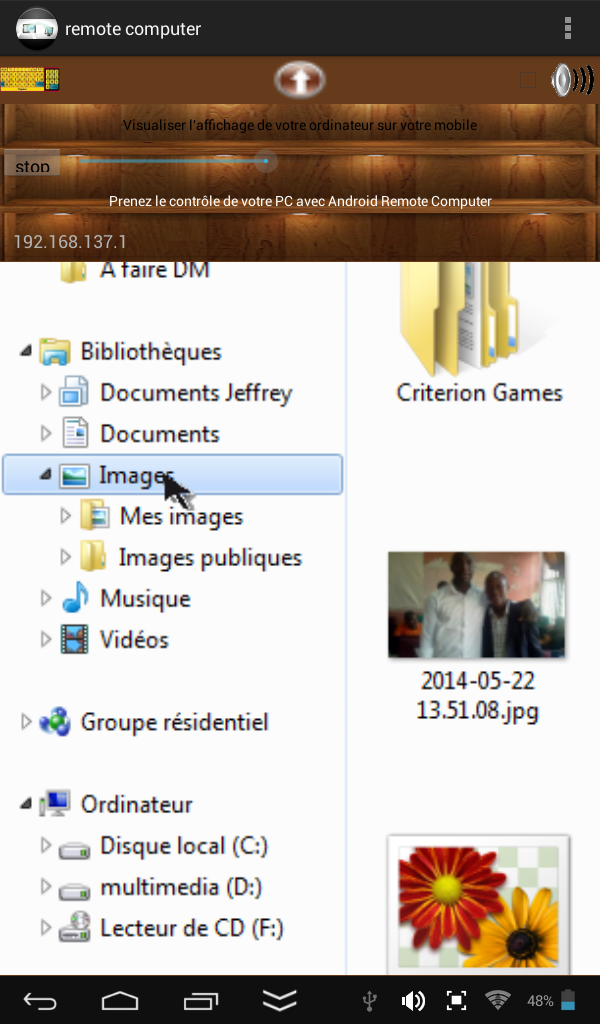 remote computer
Visualiser l'affichage de votre ordinateur sur votre mobile
stop
Prenez le contrôle de votre PC avec Android Remote Computer
192.168.137.1
A faire DM
Bibliothèques
Documents Jeffrey
Documents
Images
Mes images
Images publiques
Musique
Vidéos
Groupe résidentiel
Ordinateur
Disque local (C:)
multimedia (D:)
Lecteur de CD (F:)
Criterion Games
2014-05-22
13.51.08.jpg
48%